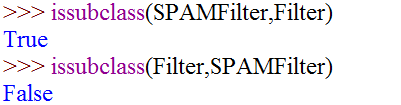 >>> issubclass(SPAMFilter,Filter)
True
>>> issubclass(Filter,SPAMFilter)
False